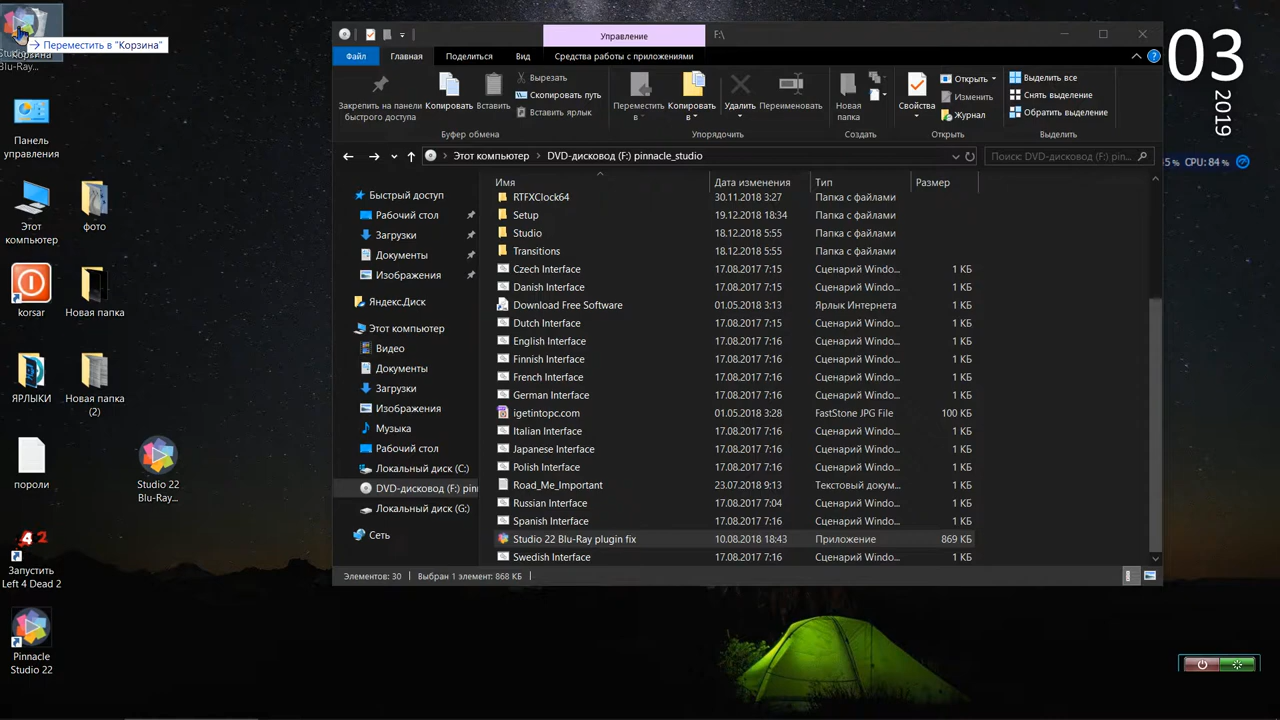 Корзина
Blu-Ray...
Переместить в "Корзина"
Панель
управления
Этот
компьютер
фото
korsar
Новая папка
ЯРЛЫКИ
Новая папка
(2)
пороли
Studio 22
Blu-Ray...
Запустить
Left 4 Dead 2
Pinnacle
Studio 22
Управление
F:\
Файл
Главная
Поделиться
Вид
Средства работы с приложениями
Закрепить на панели
быстрого доступа
Копировать
Вставить
Вырезать
Скопировать путь
Вставить ярлык
Буфер обмена
Переместить
в
Копировать
в
Удалить
Переименовать
Упорядочить
Новая
папка
Создать
Свойства
Открыть
Изменить
Журнал
Открыть
Выделить все
Снять выделение
Обратить выделение
Выделить
Этот компьютер
DVD-дисковод (F:) pinnacle_studio
Поиск: DVD-дисковод (F:) pin...
Быстрый доступ
Рабочий стол
Загрузки
Документы
Изображения
Яндекс.Диск
Этот компьютер
Видео
Документы
Загрузки
Изображения
Музыка
Рабочий стол
Локальный диск (C:)
DVD-дисковод (F:) pin
Локальный диск (G:)
Сеть
Имя Дата изменения Тип Размер
RTFXClock64 30.11.2018 3:27 Папка с файлами
Setup 19.12.2018 18:34 Папка с файлами
Studio 18.12.2018 5:55 Папка с файлами
Transitions 18.12.2018 5:55 Папка с файлами
Czech Interface 17.08.2017 7:15 Сценарий Windo... 1 КБ
Danish Interface 17.08.2017 7:15 Сценарий Windo... 1 КБ
Download Free Software 01.05.2018 3:13 Ярлык Интернета 1 КБ
Dutch Interface 17.08.2017 7:15 Сценарий Windo... 1 КБ
English Interface 17.08.2017 7:16 Сценарий Windo... 1 КБ
Finnish Interface 17.08.2017 7:16 Сценарий Windo... 1 КБ
French Interface 17.08.2017 7:16 Сценарий Windo... 1 КБ
German Interface 17.08.2017 7:16 Сценарий Windo... 1 КБ
igetintopc.com 01.05.2018 3:28 FastStone JPG File 100 КБ
Italian Interface 17.08.2017 7:16 Сценарий Windo... 1 КБ
Japanese Interface 17.08.2017 7:16 Сценарий Windo... 1 КБ
Polish Interface 17.08.2017 7:16 Сценарий Windo... 1 КБ
Road_Me_Important 23.07.2018 9:13 Текстовый докум... 1 КБ
Russian Interface 17.08.2017 7:04 Сценарий Windo... 1 КБ
Spanish Interface 17.08.2017 7:16 Сценарий Windo... 1 КБ
Studio 22 Blu-Ray plugin fix 10.08.2018 18:43 Приложение 869 КБ
Swedish Interface 17.08.2017 7:16 Сценарий Windo... 1 КБ
Элементов: 30 Выбран 1 элемент: 868 КБ
03
2019
5% CPU: 84 %